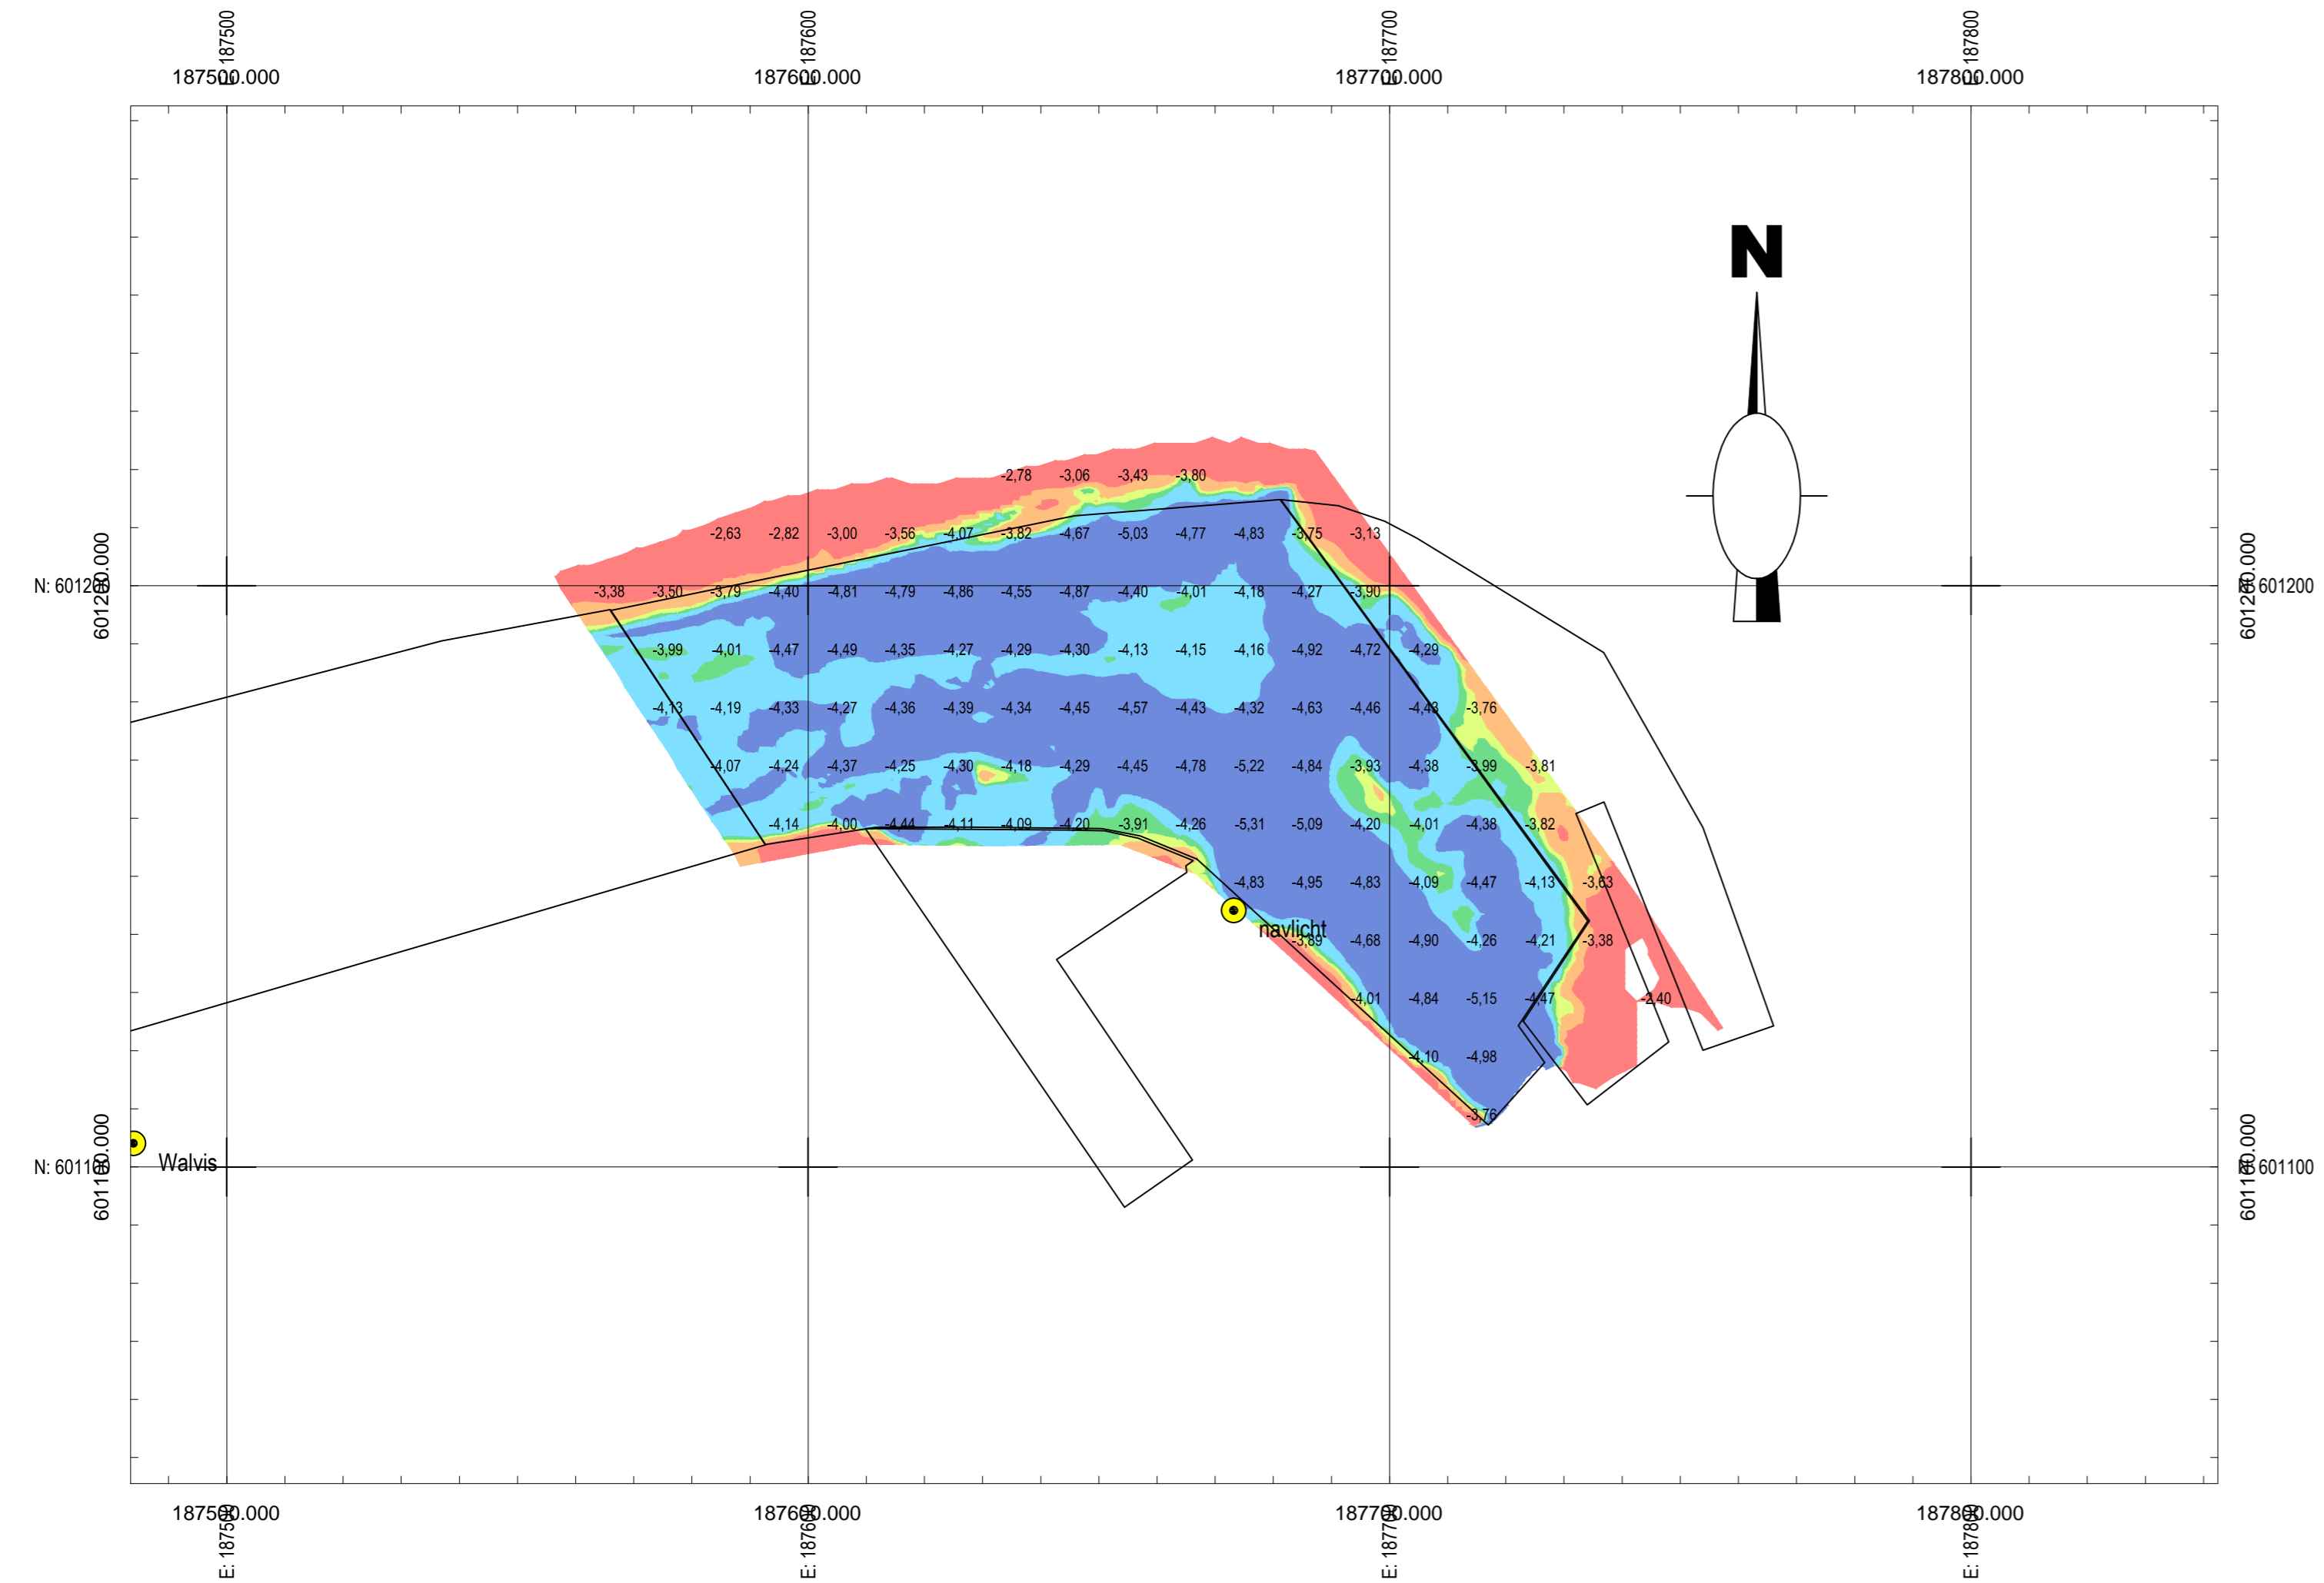 E: 187500 E: 187600 E: 187700 E: 187800
187500.000 187600.000 187700.000 187800.000
N
-2,78 -3,06 -3,43 -3,80
-2,63 -2,82 -3,00 -3,56 -4,07 -3,82 -4,67 -5,03 -4,77 -4,83 -3,75 -3,13
N: 601200 601200.000 -3,38 -3,50 -3,79 -4,40 -4,81 -4,79 -4,86 -4,55 -4,87 -4,40 -4,01 -4,18 -4,27 -3,90 601200.000 N: 601200
-3,99 -4,01 -4,47 -4,49 -4,35 -4,27 -4,29 -4,30 -4,13 -4,15 -4,16 -4,92 -4,72 -4,29
-4,13 -4,19 -4,33 -4,27 -4,36 -4,39 -4,34 -4,45 -4,57 -4,43 -4,32 -4,63 -4,46 -4,43 -3,76
-4,07 -4,24 -4,37 -4,25 -4,30 -4,18 -4,29 -4,45 -4,78 -5,22 -4,84 -3,93 -4,38 -3,99 -3,81
-4,14 -4,00 -4,44 -4,11 -4,09 -4,20 -3,91 -4,26 -5,31 -5,09 -4,20 -4,01 -4,38 -3,82
-4,83 -4,95 -4,83 -4,09 -4,47 -4,13 -3,63
navlicht
-3,89 -4,68 -4,90 -4,26 -4,21 -3,38
-4,01 -4,84 -5,15 -4,47 -2,40
-4,10 -4,98
-3,76
Walvis
N: 601100 601100.000 601100.000 N: 601100
187500.000 187600.000 187700.000 187800.000
E: 187500 E: 187600 E: 187700 E: 187800